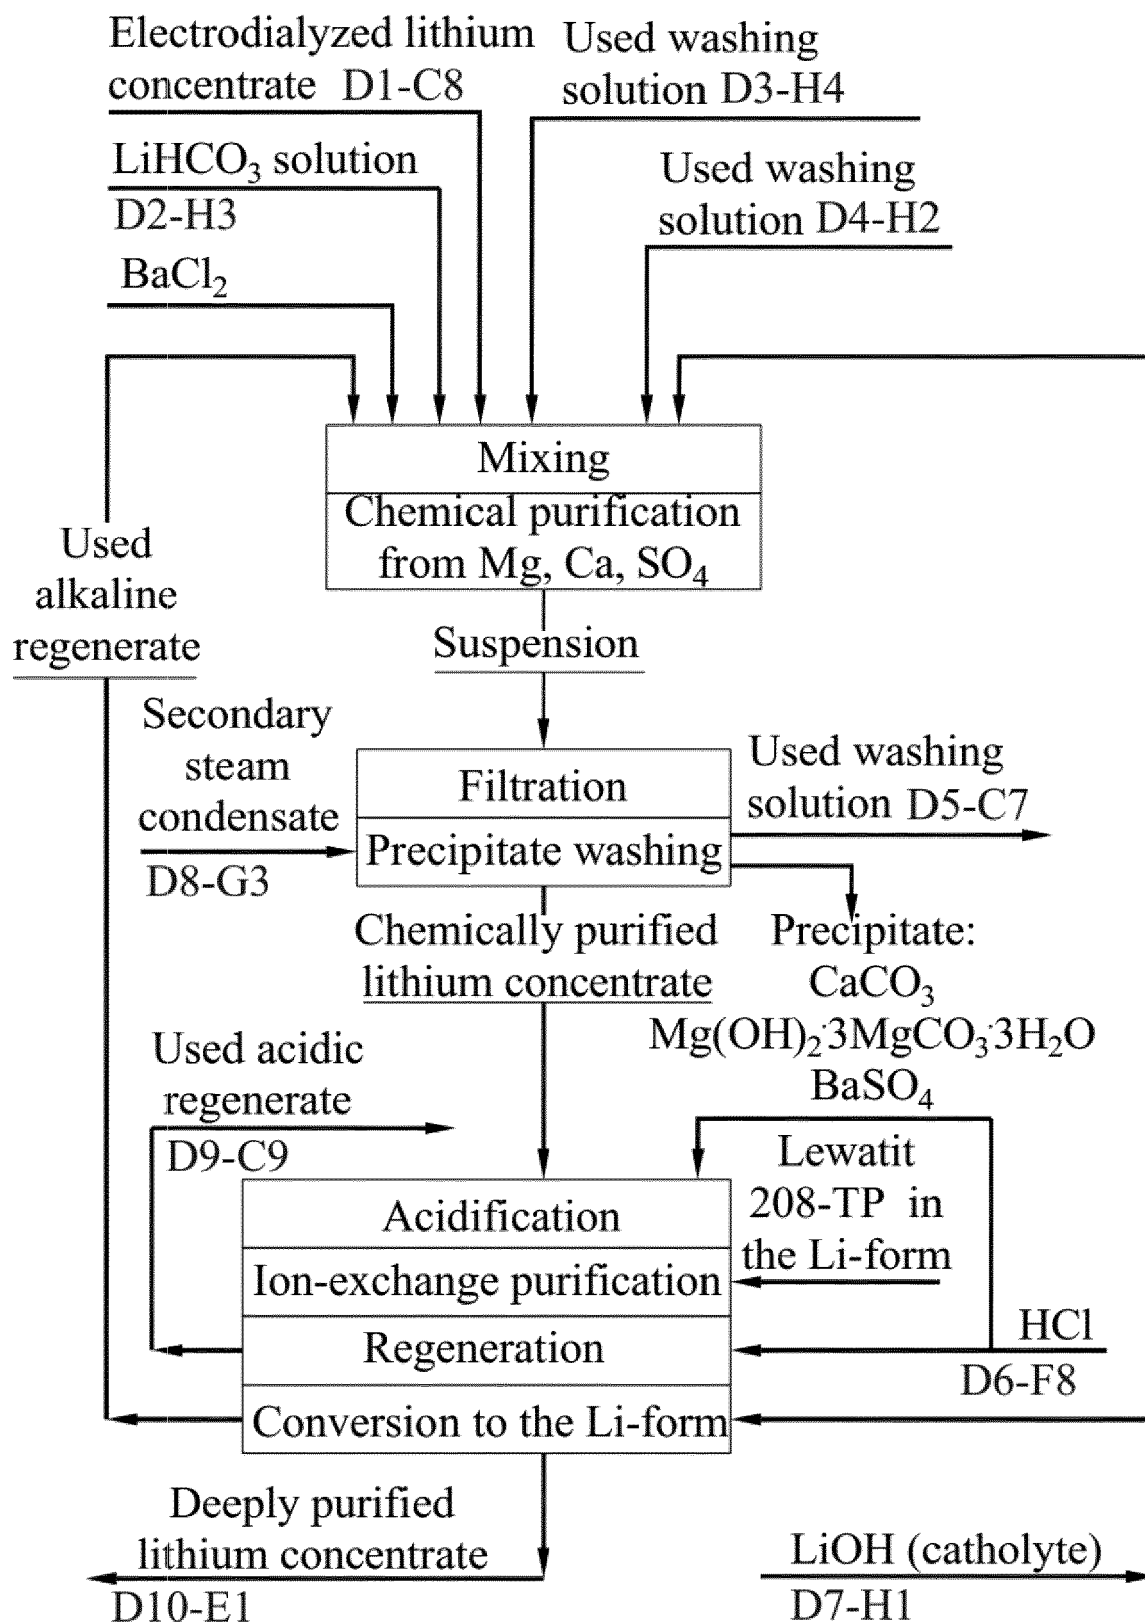 Electrodialyzed lithium
concentrate D1-C8
Used washing
solution D3-H4
LiHCO₃ solution
D2-H3
Used washing
solution D4-H2
BaCl₂
Mixing
Chemical purification
from Mg, Ca, SO₄
Used
alkaline
regenerate
Suspension
Secondary
steam
condensate
D8-G3
Filtration
Precipitate washing
Used washing
solution D5-C7
Chemically purified
lithium concentrate
Precipitate:
CaCO₃
Mg(OH)₂·3MgCO₃·3H₂O
BaSO₄
Used acidic
regenerate
D9-C9
Lewatit
208-TP in
the Li-form
Acidification
Ion-exchange purification
Regeneration
Conversion to the Li-form
HCl
D6-F8
Deeply purified
lithium concentrate
D10-E1
LiOH (catholyte)
D7-H1